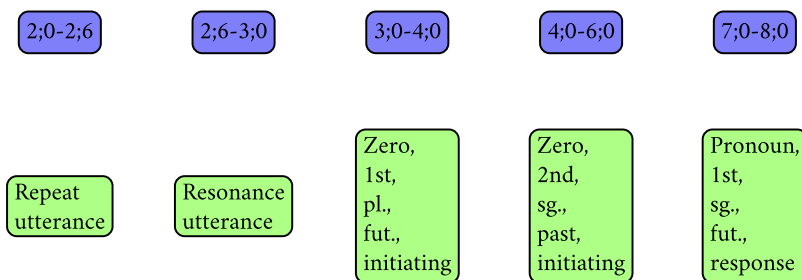 2;0-2;6
2;6-3;0
3;0-4;0
4;0-6;0
7;0-8;0
Repeat
utterance
Resonance
utterance
Zero,
1st,
pl.,
fut.,
initiating
Zero,
2nd,
sg.,
past,
initiating
Pronoun,
1st,
sg.,
fut.,
response